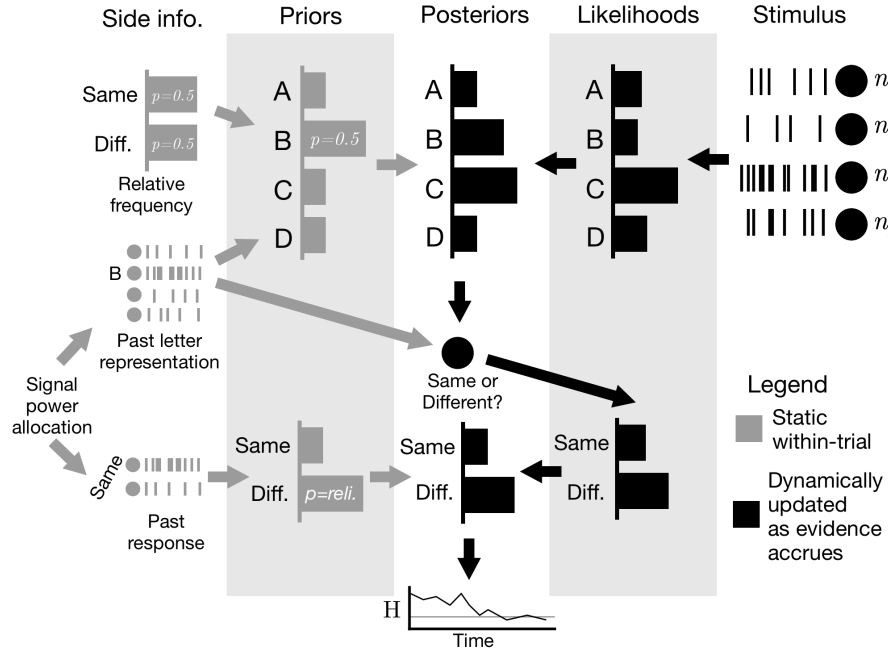 Side info.
Priors
Posteriors
Likelihoods
Stimulus
Same
p=0.5
Diff.
p=0.5
Relative
frequency
A
B
p=0.5
C
D
A
B
C
D
A
B
C
D
n
n
n
n
B
Past letter
representation
Signal
power
allocation
Same or
Different?
Same
Past
response
Same
Diff.
p=reli.
Same
Diff.
Same
Diff.
Legend
Static
within-trial
Dynamically
updated
as evidence
accrues
H
Time